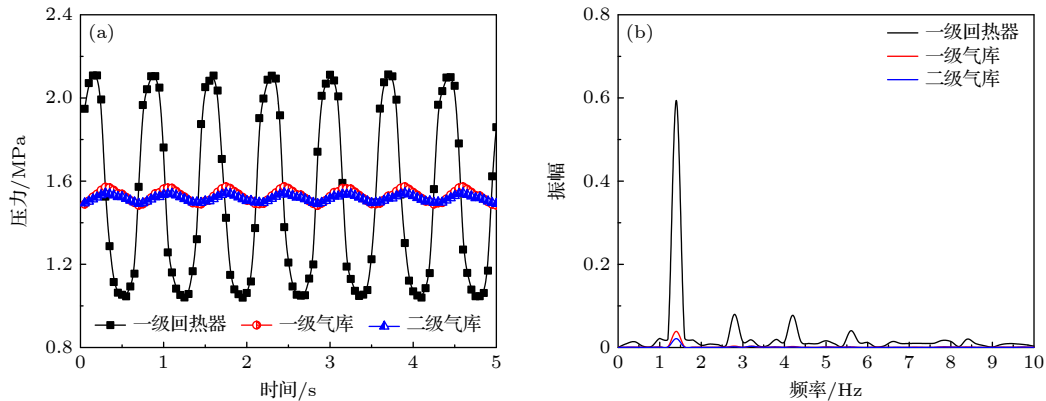 (a)
压力/MPa
2.4
2.0
1.6
1.2
0.8
一级回热器 一级气库 二级气库
0 1 2 3 4 5
时间/s
(b)
一级回热器
一级气库
二级气库
振幅
0.8
0.6
0.4
0.2
0
0 1 2 3 4 5 6 7 8 9 10
频率/Hz